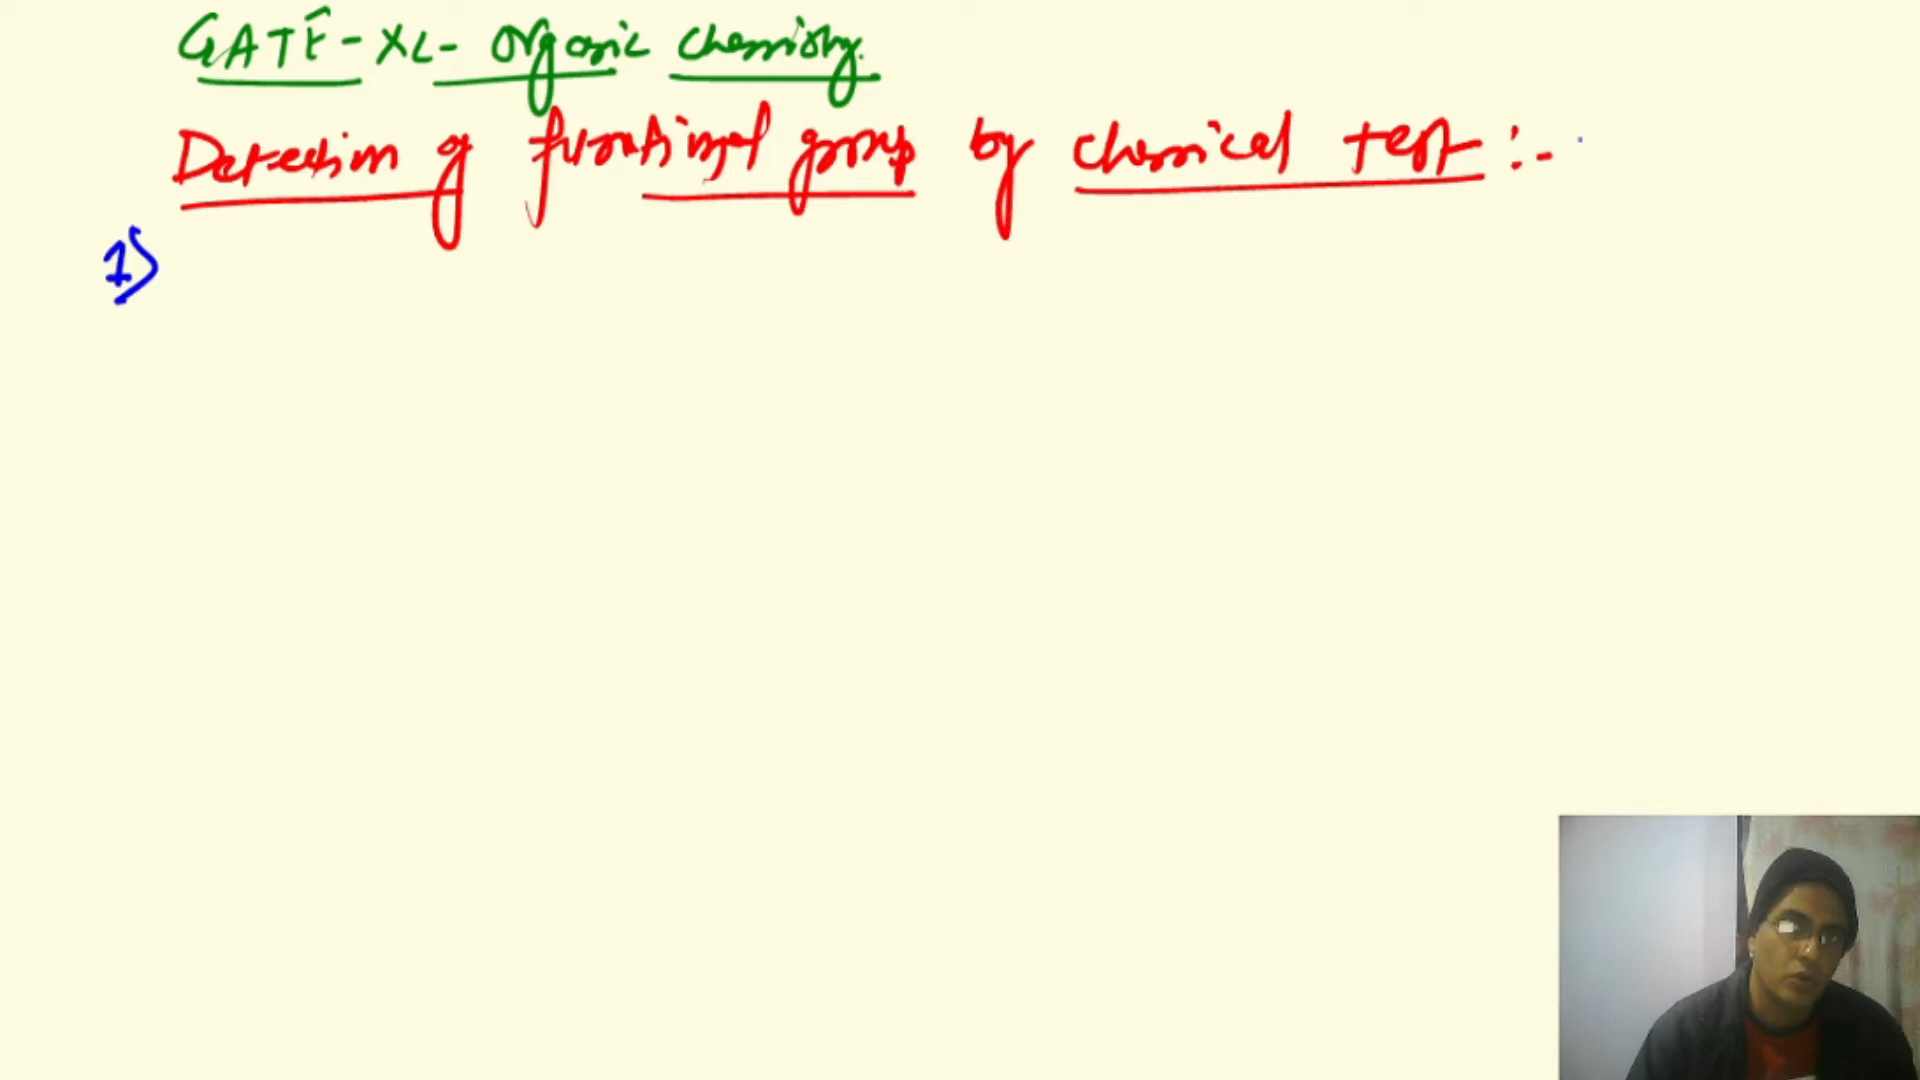 GATE - XL - Organic chemistry.
Detection of functional group by chemical test :-
1)